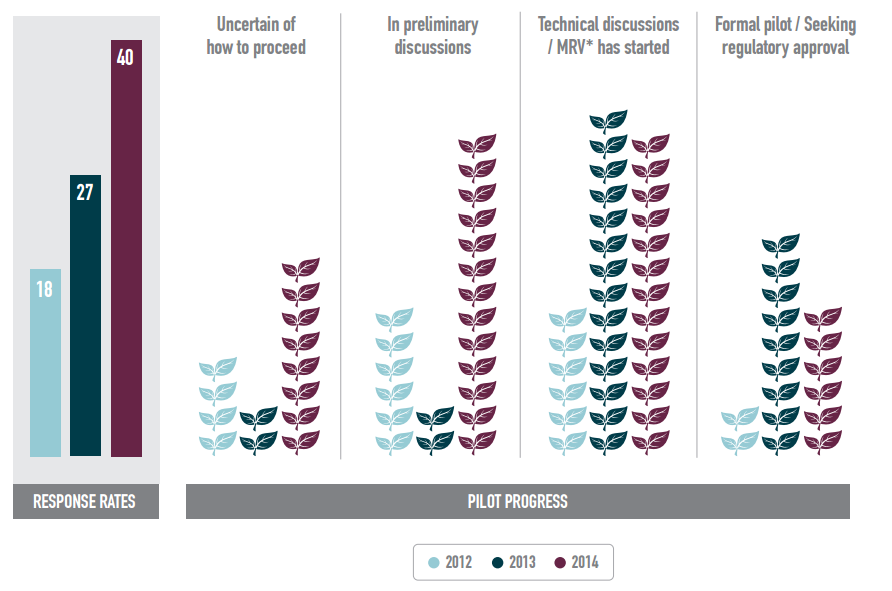 Uncertain of
how to proceed
In preliminary
discussions
Technical discussions
/ MRV* has started
Formal pilot / Seeking
regulatory approval
40
27
18
RESPONSE RATES
PILOT PROGRESS
2012
2013
2014